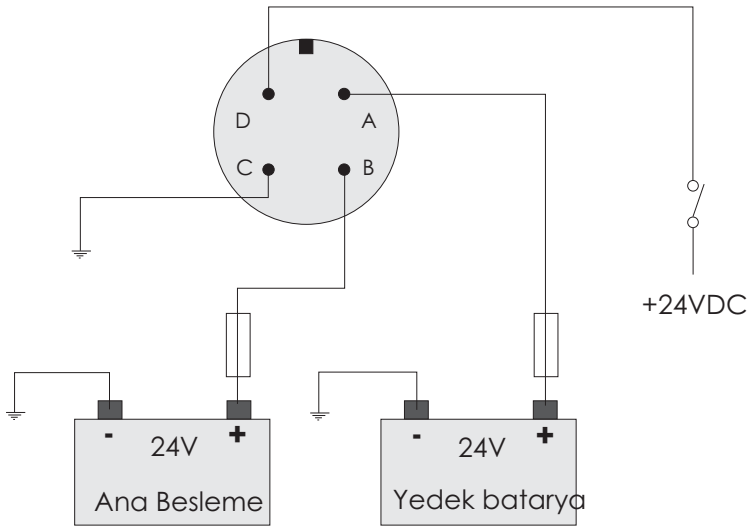 D
A
C
B
+24VDC
- +
24V
Ana Besleme
- +
24V
Yedek batarya